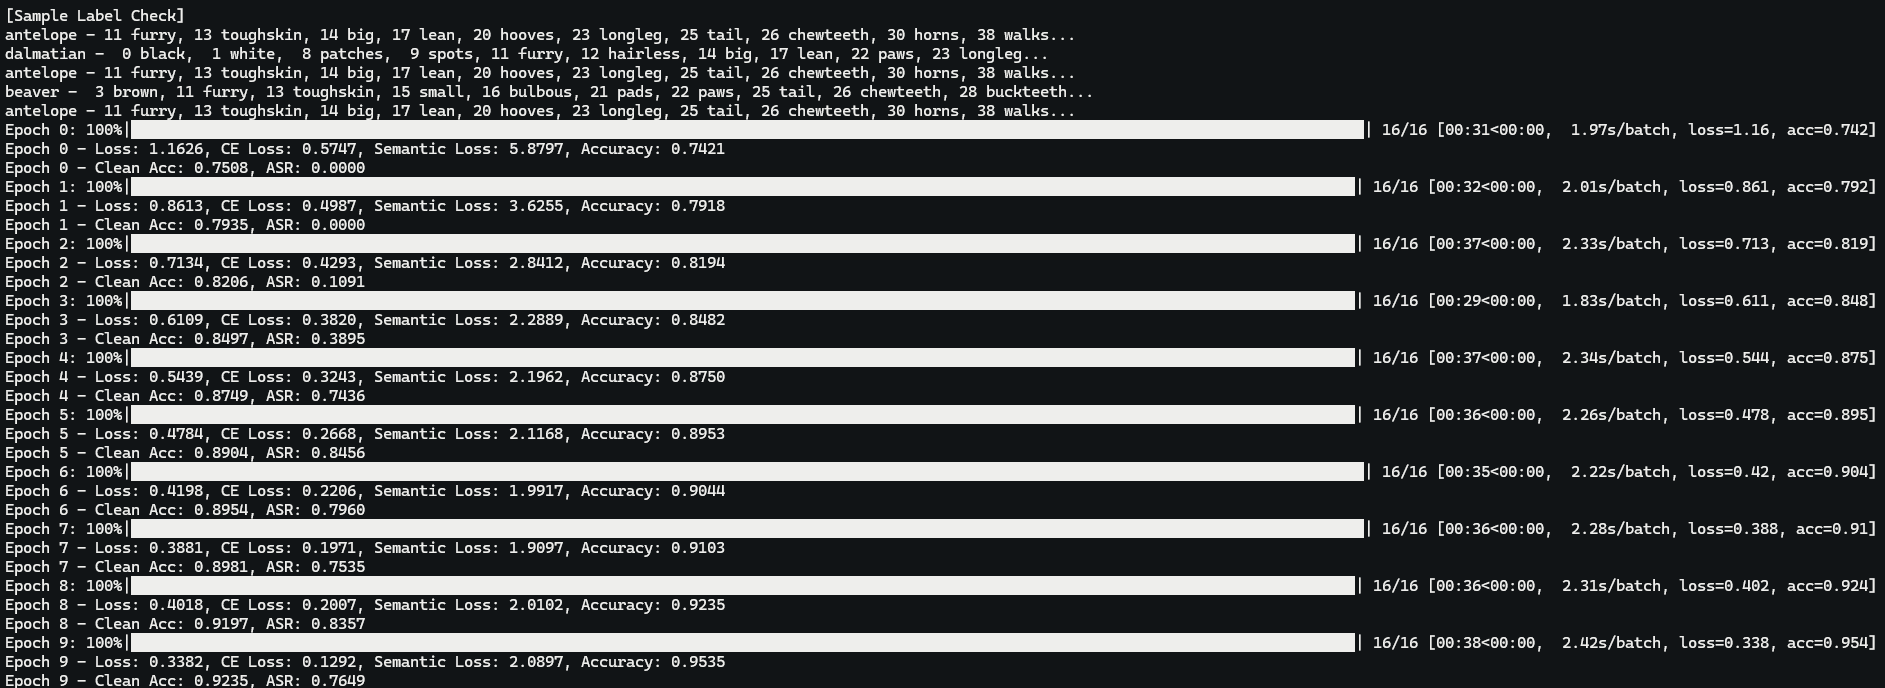 [Sample Label Check]
antelope - 11 furry, 13 toughskin, 14 big, 17 lean, 20 hooves, 23 longleg, 25 tail, 26 chewteeth, 30 horns, 38 walks...
dalmatian -  0 black,  1 white,  8 patches,  9 spots, 11 furry, 12 hairless, 14 big, 17 lean, 22 paws, 23 longleg...
antelope - 11 furry, 13 toughskin, 14 big, 17 lean, 20 hooves, 23 longleg, 25 tail, 26 chewteeth, 30 horns, 38 walks...
beaver -  3 brown, 11 furry, 13 toughskin, 15 small, 16 bulbous, 21 pads, 22 paws, 25 tail, 26 chewteeth, 28 buckteeth...
antelope - 11 furry, 13 toughskin, 14 big, 17 lean, 20 hooves, 23 longleg, 25 tail, 26 chewteeth, 30 horns, 38 walks...
Epoch 0: 100%|| 16/16 [00:31<00:00,  1.97s/batch, loss=1.16, acc=0.742]
Epoch 0 - Loss: 1.1626, CE Loss: 0.5747, Semantic Loss: 5.8797, Accuracy: 0.7421
Epoch 0 - Clean Acc: 0.7508, ASR: 0.0000
Epoch 1: 100%|| 16/16 [00:32<00:00,  2.01s/batch, loss=0.861, acc=0.792]
Epoch 1 - Loss: 0.8613, CE Loss: 0.4987, Semantic Loss: 3.6255, Accuracy: 0.7918
Epoch 1 - Clean Acc: 0.7935, ASR: 0.0000
Epoch 2: 100%|| 16/16 [00:37<00:00,  2.33s/batch, loss=0.713, acc=0.819]
Epoch 2 - Loss: 0.7134, CE Loss: 0.4293, Semantic Loss: 2.8412, Accuracy: 0.8194
Epoch 2 - Clean Acc: 0.8206, ASR: 0.1091
Epoch 3: 100%|| 16/16 [00:29<00:00,  1.83s/batch, loss=0.611, acc=0.848]
Epoch 3 - Loss: 0.6109, CE Loss: 0.3820, Semantic Loss: 2.2889, Accuracy: 0.8482
Epoch 3 - Clean Acc: 0.8497, ASR: 0.3895
Epoch 4: 100%|| 16/16 [00:37<00:00,  2.34s/batch, loss=0.544, acc=0.875]
Epoch 4 - Loss: 0.5439, CE Loss: 0.3243, Semantic Loss: 2.1962, Accuracy: 0.8750
Epoch 4 - Clean Acc: 0.8749, ASR: 0.7436
Epoch 5: 100%|| 16/16 [00:36<00:00,  2.26s/batch, loss=0.478, acc=0.895]
Epoch 5 - Loss: 0.4784, CE Loss: 0.2668, Semantic Loss: 2.1168, Accuracy: 0.8953
Epoch 5 - Clean Acc: 0.8904, ASR: 0.8456
Epoch 6: 100%|| 16/16 [00:35<00:00,  2.22s/batch, loss=0.42, acc=0.904]
Epoch 6 - Loss: 0.4198, CE Loss: 0.2206, Semantic Loss: 1.9917, Accuracy: 0.9044
Epoch 6 - Clean Acc: 0.8954, ASR: 0.7960
Epoch 7: 100%|| 16/16 [00:36<00:00,  2.28s/batch, loss=0.388, acc=0.91]
Epoch 7 - Loss: 0.3881, CE Loss: 0.1971, Semantic Loss: 1.9097, Accuracy: 0.9103
Epoch 7 - Clean Acc: 0.8981, ASR: 0.7535
Epoch 8: 100%|| 16/16 [00:36<00:00,  2.31s/batch, loss=0.402, acc=0.924]
Epoch 8 - Loss: 0.4018, CE Loss: 0.2007, Semantic Loss: 2.0102, Accuracy: 0.9235
Epoch 8 - Clean Acc: 0.9197, ASR: 0.8357
Epoch 9: 100%|| 16/16 [00:38<00:00,  2.42s/batch, loss=0.338, acc=0.954]
Epoch 9 - Loss: 0.3382, CE Loss: 0.1292, Semantic Loss: 2.0897, Accuracy: 0.9535
Epoch 9 - Clean Acc: 0.9235, ASR: 0.7649